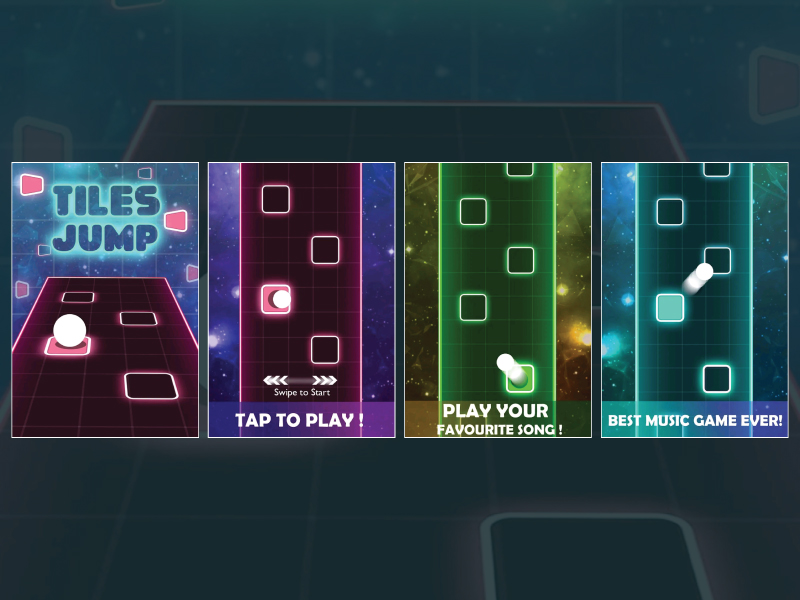 TILES
JUMP
Swipe to Start
TAP TO PLAY !
PLAY YOUR
FAVOURITE SONG !
BEST MUSIC GAME EVER!